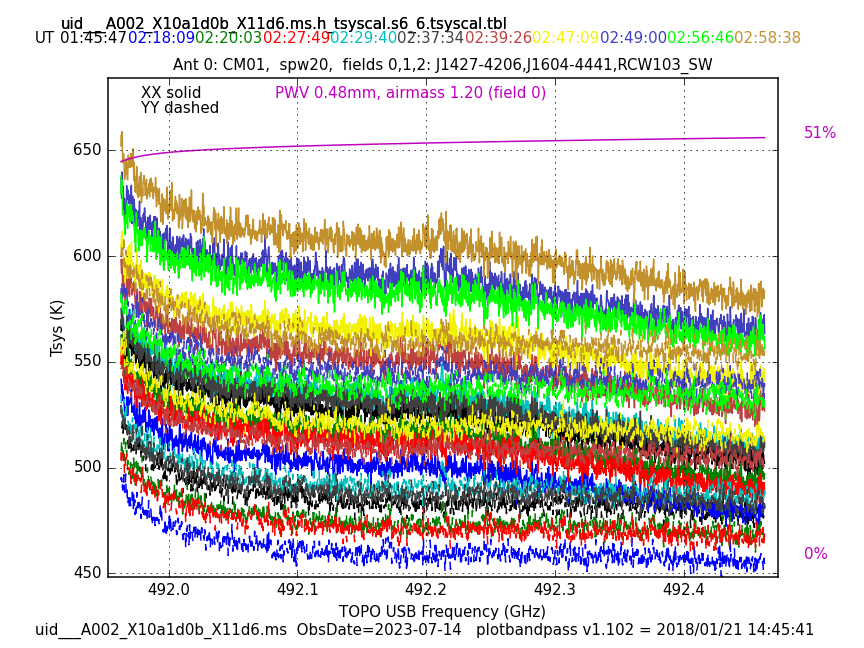 uid___A002_X10a1d0b_X11d6.ms.h_tsyscal.s6_6.tsyscal.tbl
UT 01:45:47 02:18:09 02:20:03 02:27:49 02:29:40 02:37:34 02:39:26 02:47:09 02:49:00 02:56:46 02:58:38
Ant 0: CM01, spw20, fields 0,1,2: J1427-4206,J1604-4441,RCW103_SW
XX solid
YY dashed
PWV 0.48mm, airmass 1.20 (field 0)
51%
0%
650
600
550
500
450
Tsys (K)
492.0 492.1 492.2 492.3 492.4
TOPO USB Frequency (GHz)
uid___A002_X10a1d0b_X11d6.ms ObsDate=2023-07-14 plotbandpass v1.102 = 2018/01/21 14:45:41